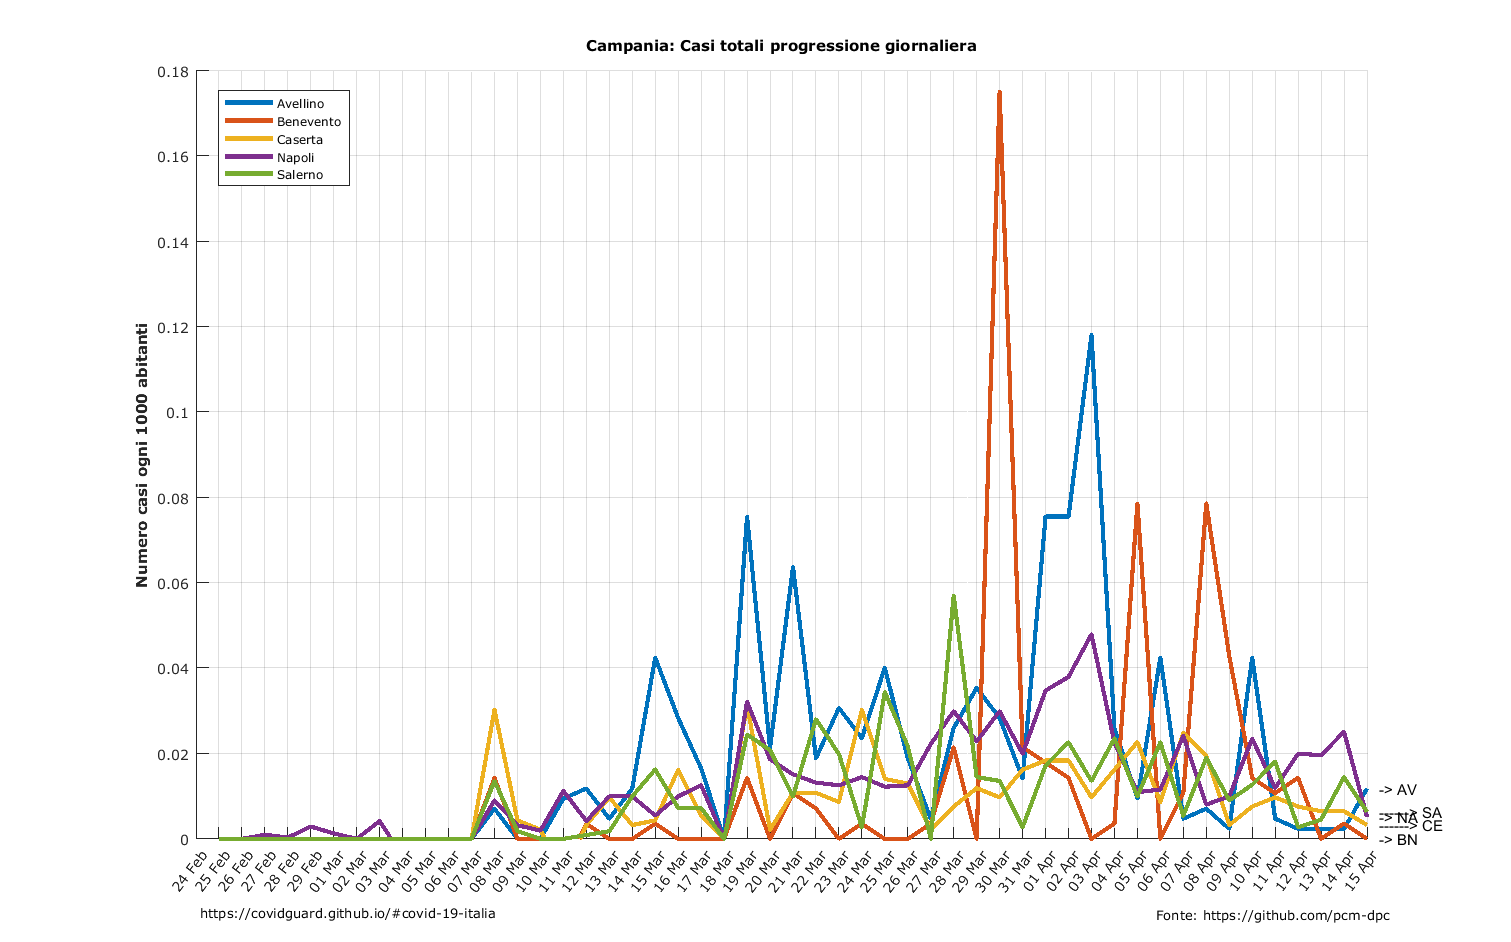 Campania: Casi totali progressione giornaliera
Numero casi ogni 1000 abitanti
0.18
0.16
0.14
0.12
0.1
0.08
0.06
0.04
0.02
0
Avellino
Benevento
Caserta
Napoli
Salerno
-> AV
-----> SA
---> NA
------> CE
-> BN
24 Feb
25 Feb
26 Feb
27 Feb
28 Feb
29 Feb
01 Mar
02 Mar
03 Mar
04 Mar
05 Mar
06 Mar
07 Mar
08 Mar
09 Mar
10 Mar
11 Mar
12 Mar
13 Mar
14 Mar
15 Mar
16 Mar
17 Mar
18 Mar
19 Mar
20 Mar
21 Mar
22 Mar
23 Mar
24 Mar
25 Mar
26 Mar
27 Mar
28 Mar
29 Mar
30 Mar
31 Mar
01 Apr
02 Apr
03 Apr
04 Apr
05 Apr
06 Apr
07 Apr
08 Apr
09 Apr
10 Apr
11 Apr
12 Apr
13 Apr
14 Apr
15 Apr
https://covidguard.github.io/#covid-19-italia
Fonte: https://github.com/pcm-dpc